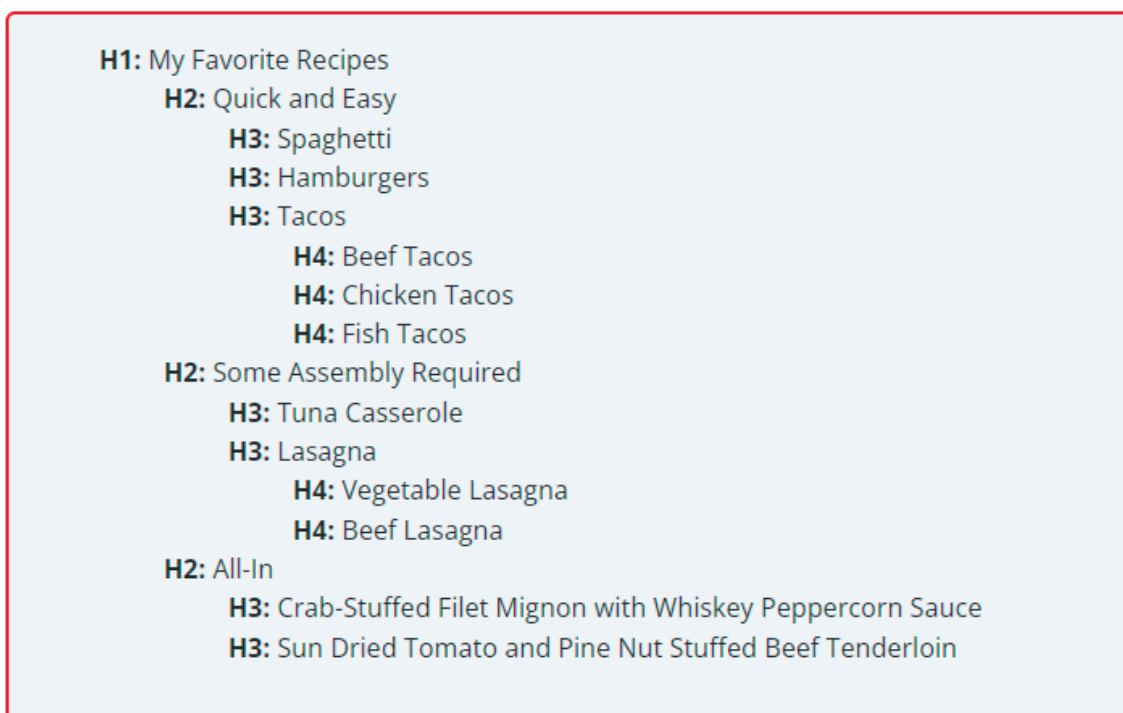 H1: My Favorite Recipes
H2: Quick and Easy
H3: Spaghetti
H3: Hamburgers
H3: Tacos
H4: Beef Tacos
H4: Chicken Tacos
H4: Fish Tacos
H2: Some Assembly Required
H3: Tuna Casserole
H3: Lasagna
H4: Vegetable Lasagna
H4: Beef Lasagna
H2: All-In
H3: Crab-Stuffed Filet Mignon with Whiskey Peppercorn Sauce
H3: Sun Dried Tomato and Pine Nut Stuffed Beef Tenderloin